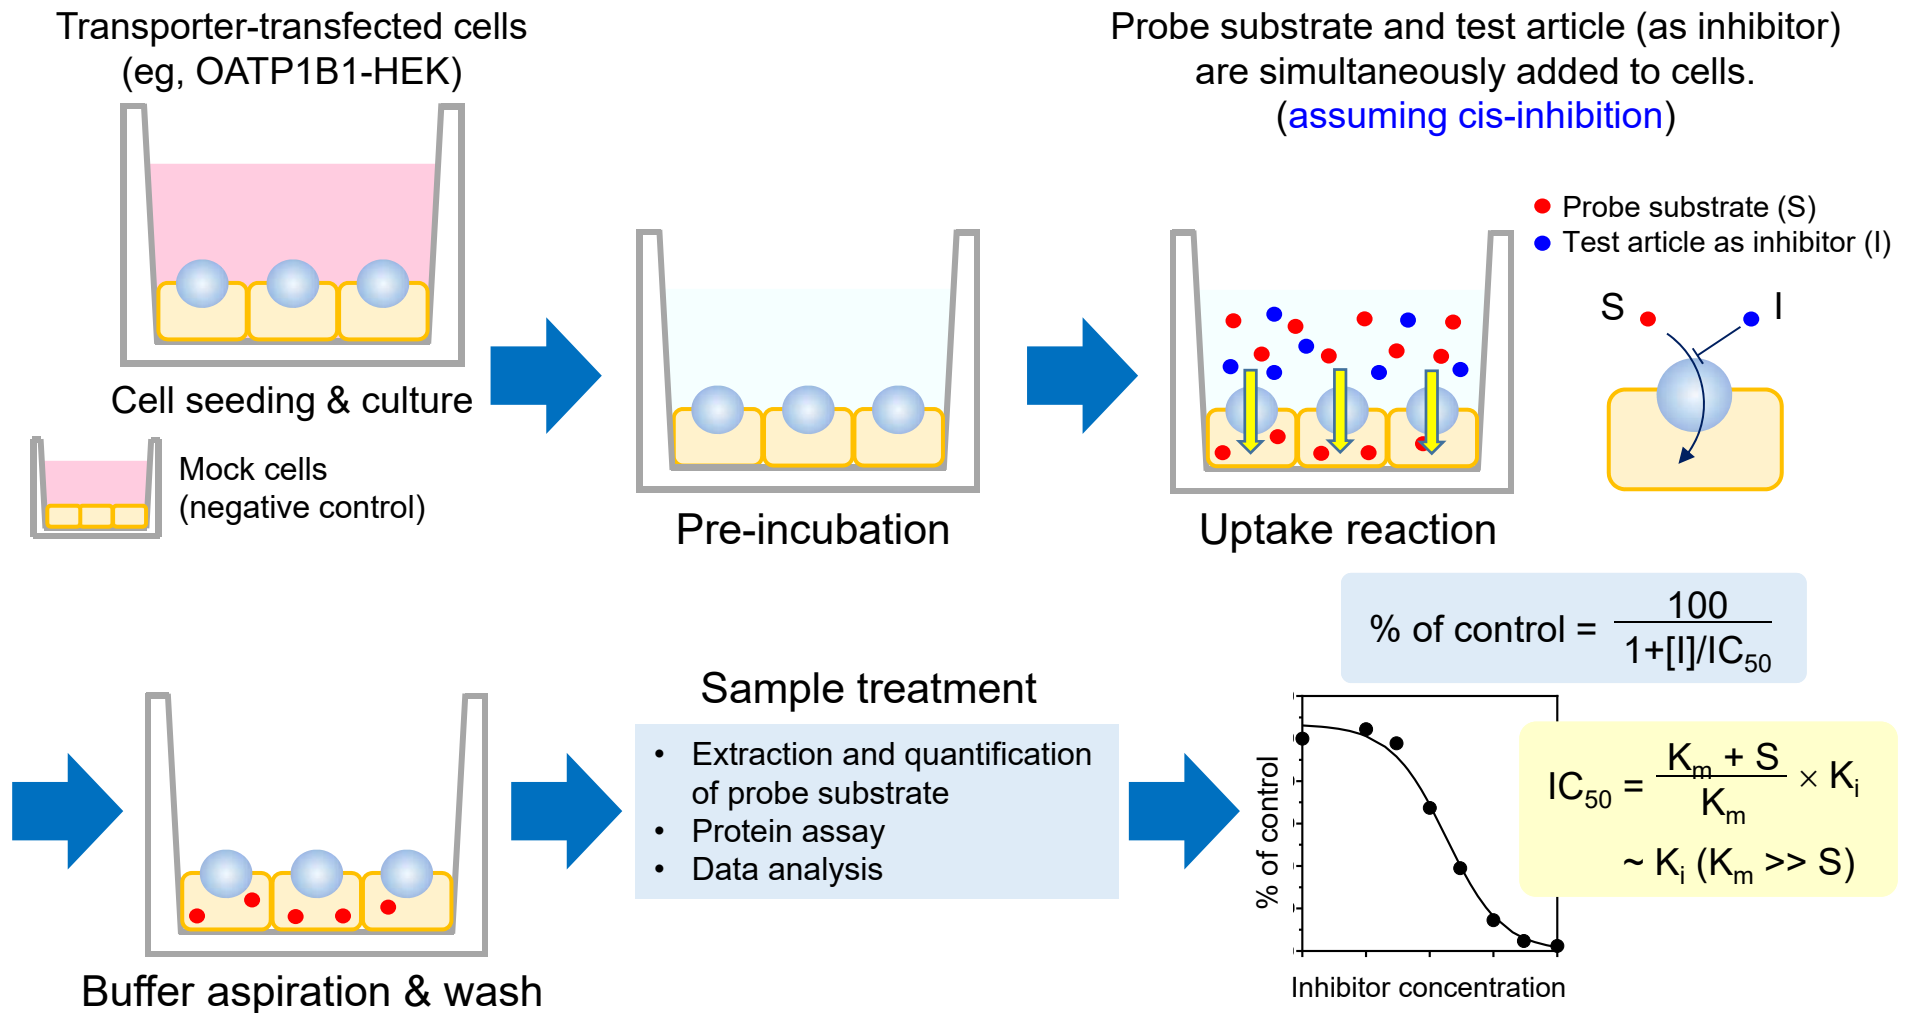 Transporter-transfected cells
(eg, OATP1B1-HEK)
Cell seeding & culture
Mock cells
(negative control)
Pre-incubation
Probe substrate and test article (as inhibitor)
are simultaneously added to cells.
(assuming cis-inhibition)
Probe substrate (S)
Test article as inhibitor (I)
S
I
Uptake reaction
Buffer aspiration & wash
Sample treatment
• Extraction and quantification
of probe substrate
• Protein assay
• Data analysis
% of control = 100 / 1+[I]/IC50
% of control
Inhibitor concentration
IC50 = Km + S / Km × Ki
~ Ki (Km >> S)